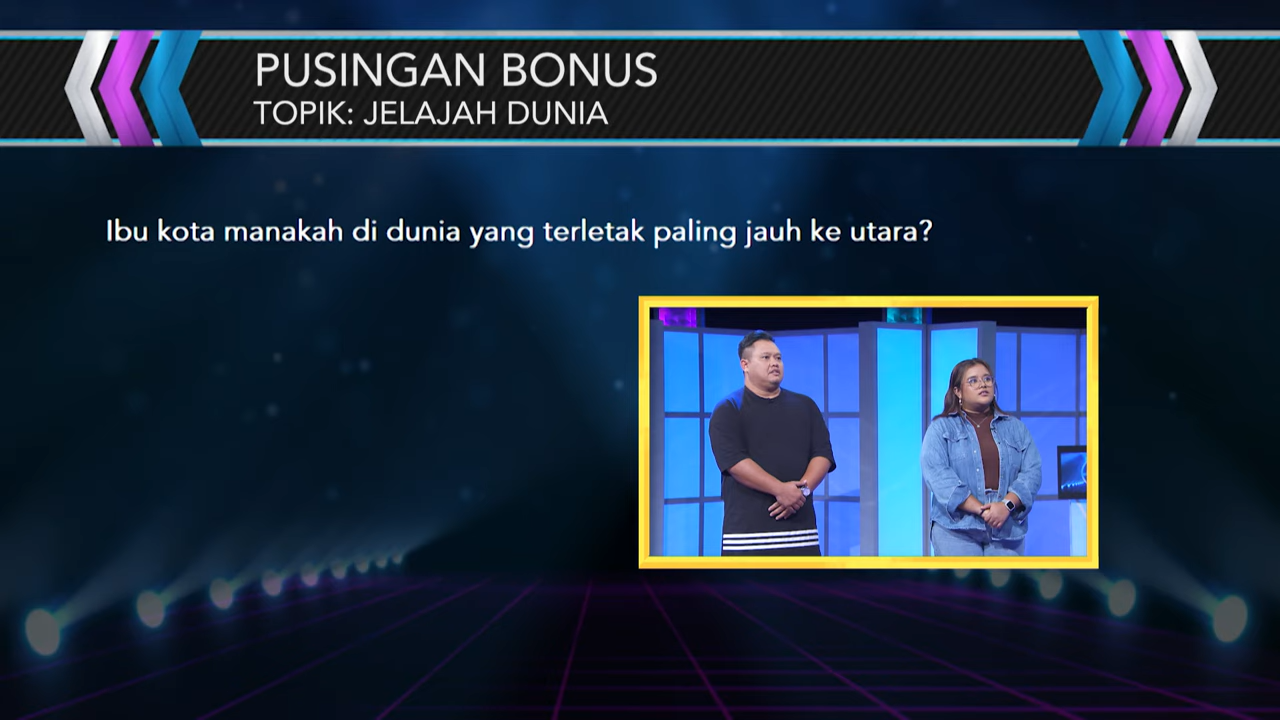 PUSINGAN BONUS
TOPIK: JELAJAH DUNIA
Ibu kota manakah di dunia yang terletak paling jauh ke utara?